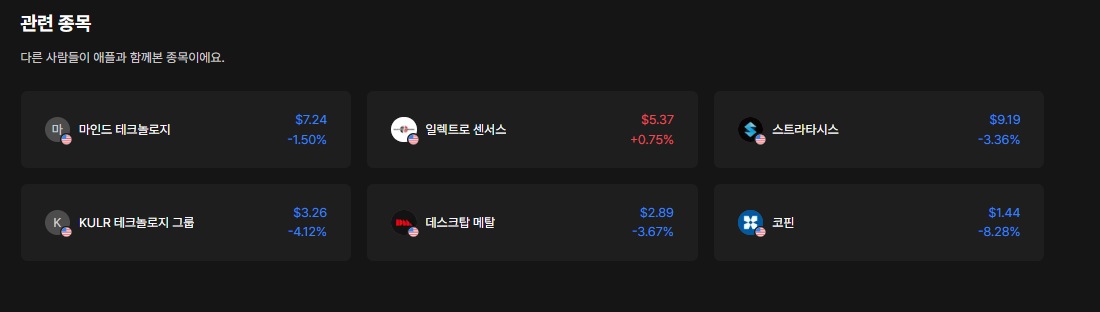 관련 종목
다른 사람들이 애플과 함께본 종목이에요.
마 마인드 테크놀로지 $7.24
-1.50%
일렉트로 센서스 $5.37
+0.75%
스트라타시스 $9.19
-3.36%
K KULR 테크놀로지 그룹 $3.26
-4.12%
데스크탑 메탈 $2.89
-3.67%
코핀 $1.44
-8.28%